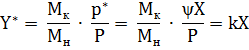 Y* = Mк/Mн · p*/P = Mк/Mн · ψX/P = kX